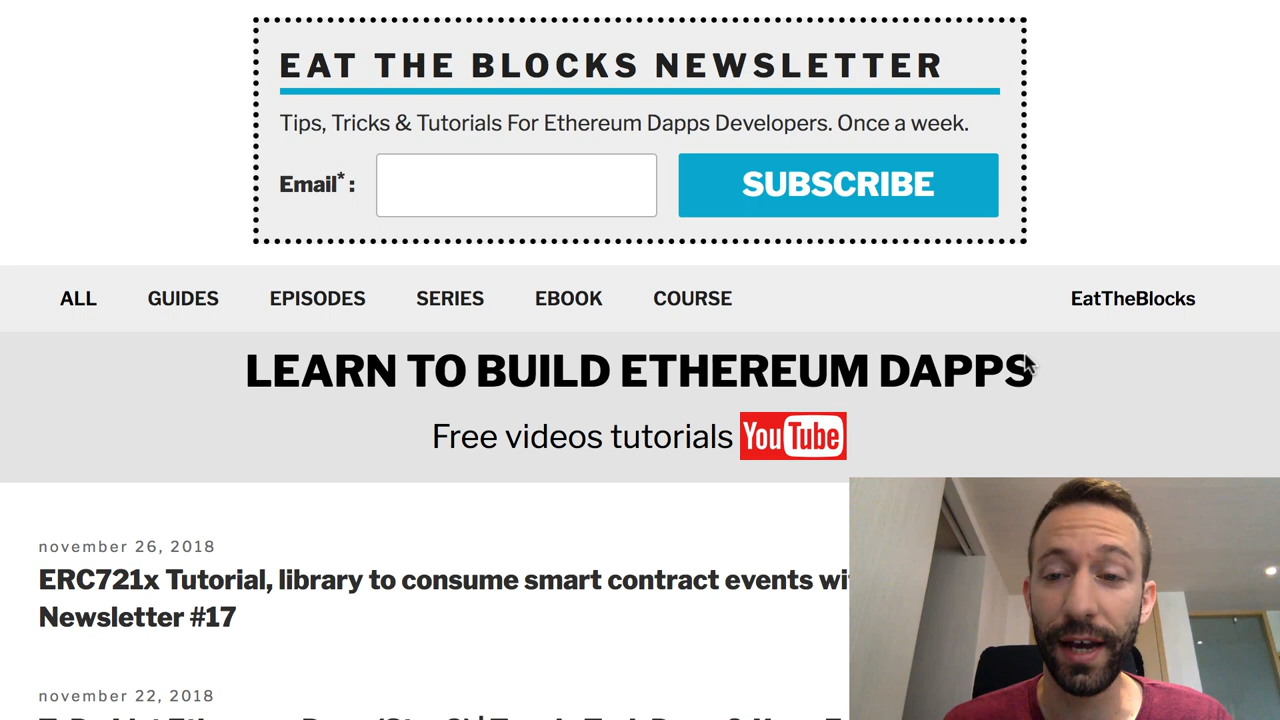 EAT THE BLOCKS NEWSLETTER
Tips, Tricks & Tutorials For Ethereum Dapps Developers. Once a week.
Email* :
SUBSCRIBE
ALL GUIDES EPISODES SERIES EBOOK COURSE EatTheBlocks
LEARN TO BUILD ETHEREUM DAPPS
Free videos tutorials YouTube
november 26, 2018
ERC721x Tutorial, library to consume smart contract events
Newsletter #17
november 22, 2018